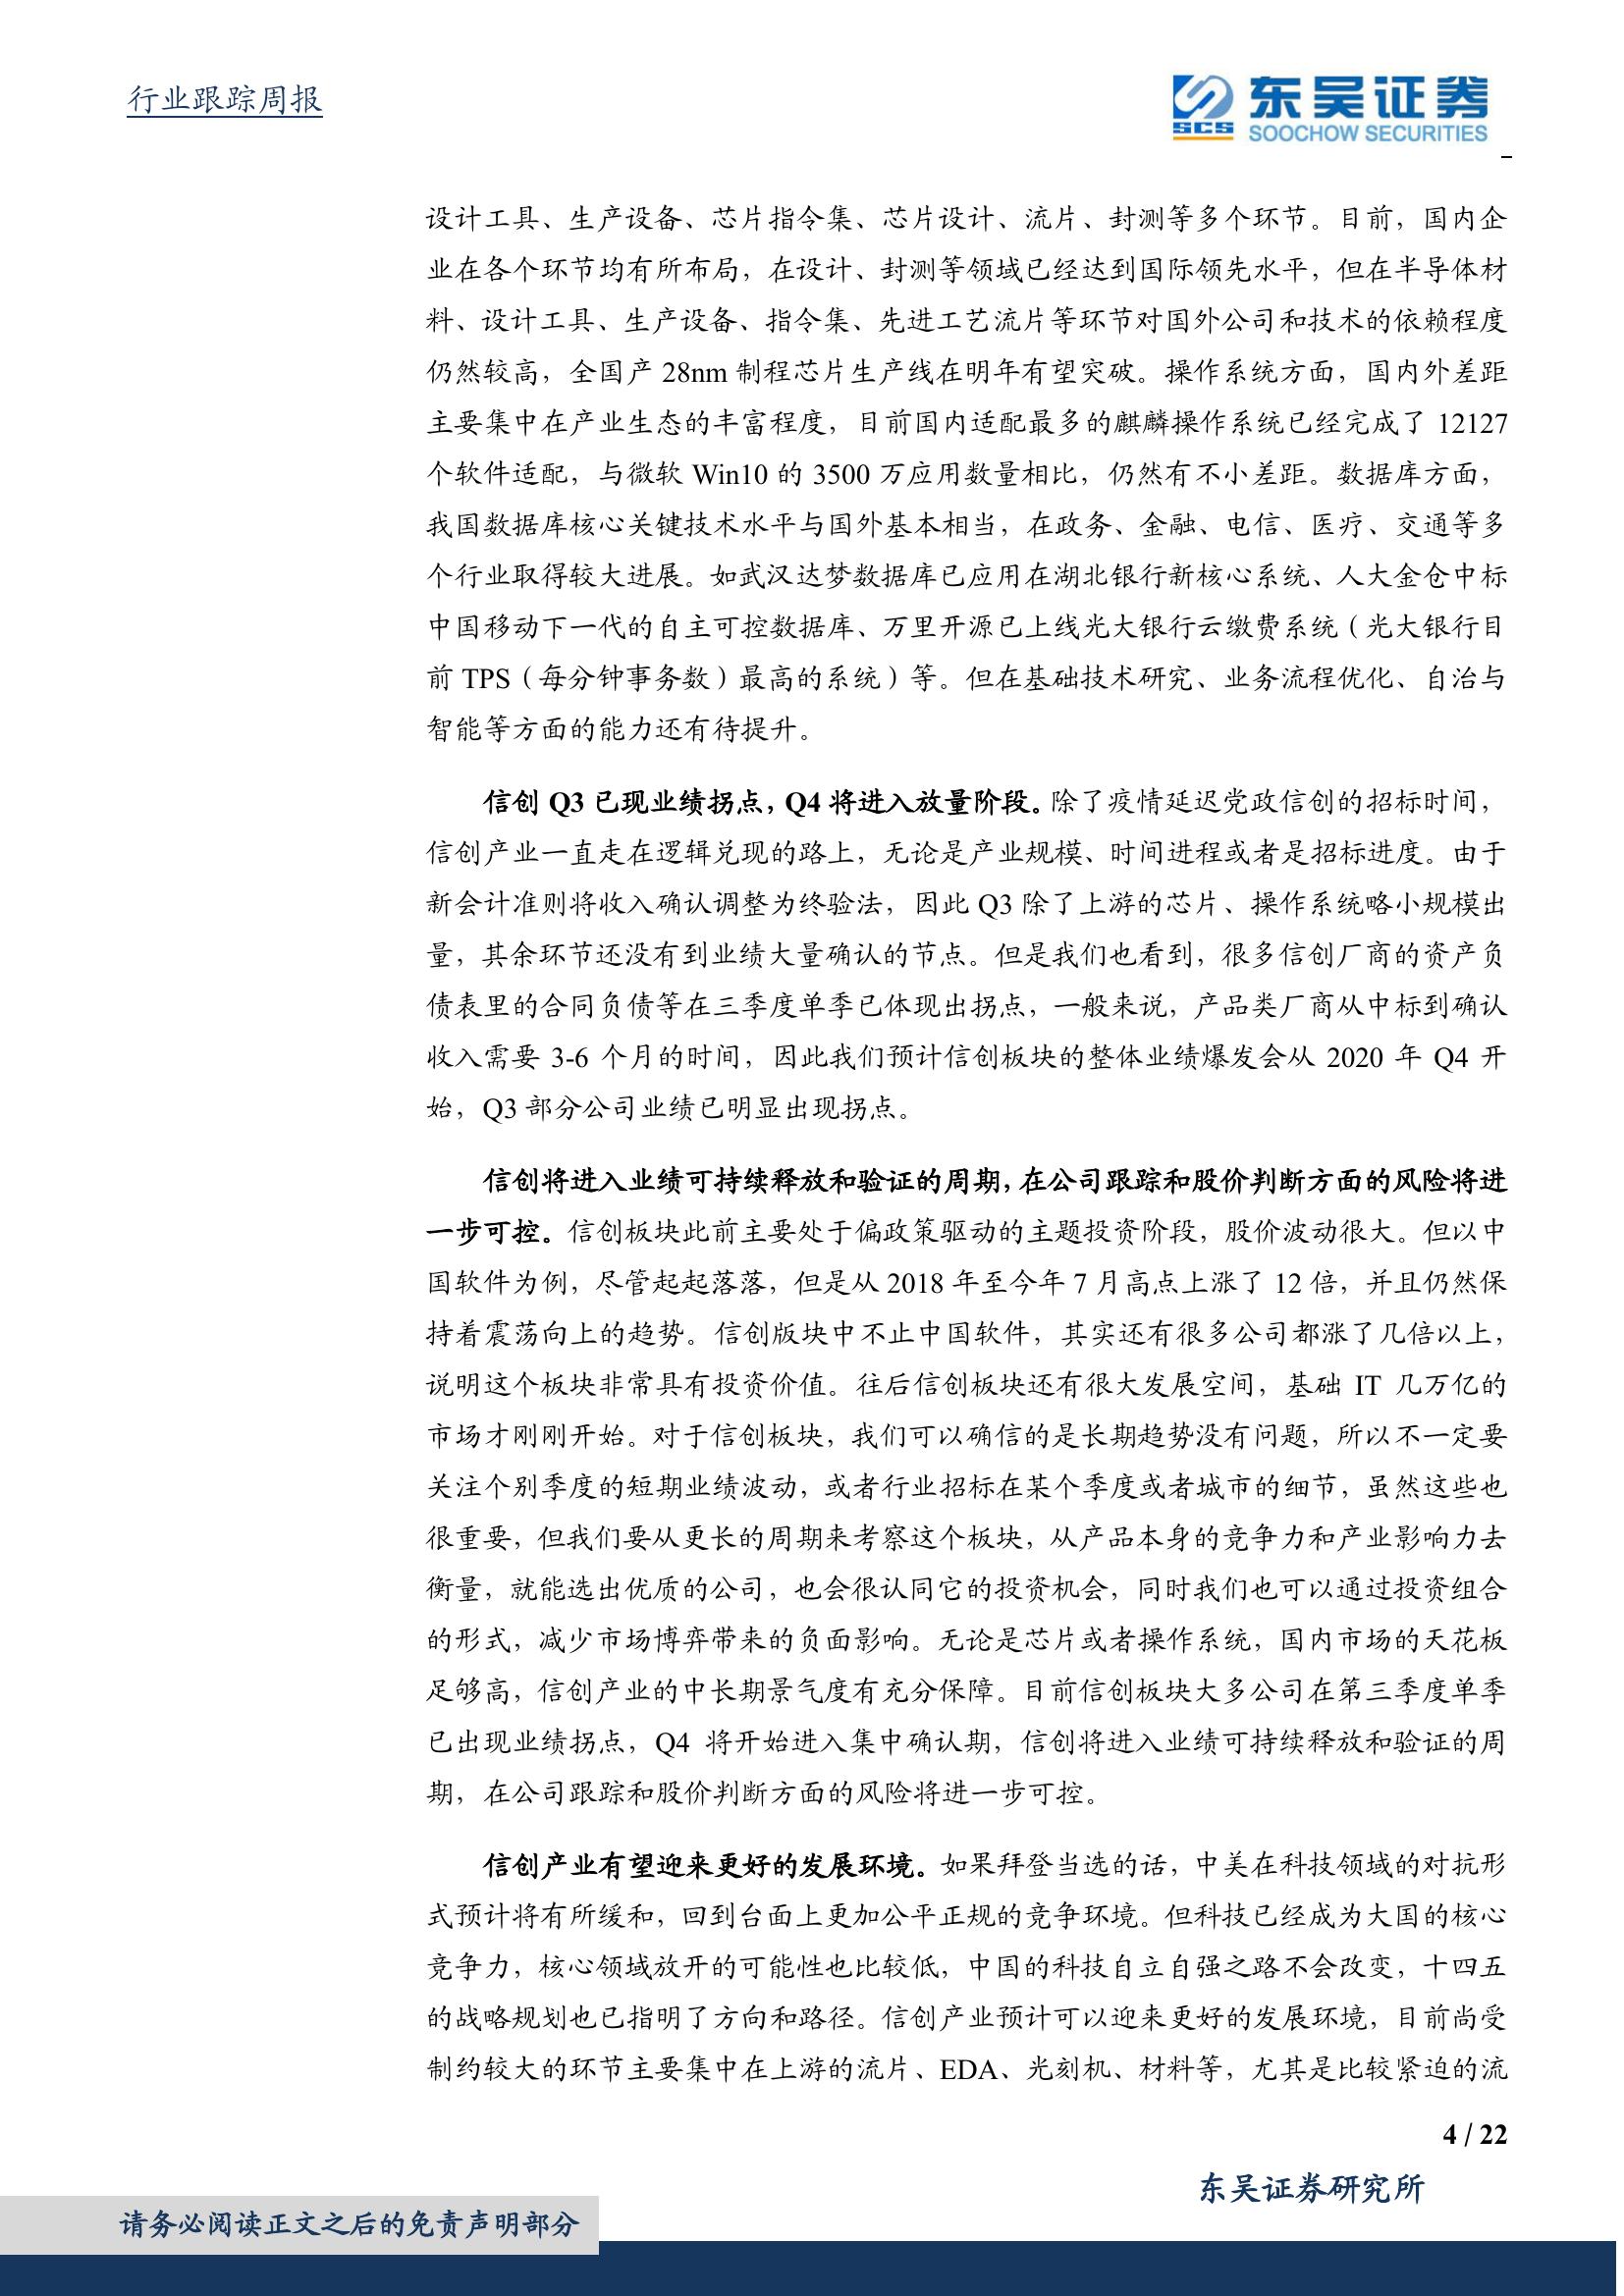 行业跟踪周报
SCS
东吴证券
SOOCHOW SECURITIES
设计工具、生产设备、芯片指令集、芯片设计、流片、封测等多个环节。目前，国内企
业在各个环节均有所布局，在设计、封测等领域已经达到国际领先水平，但在半导体材
料、设计工具、生产设备、指令集、先进工艺流片等环节对国外公司和技术的依赖程度
仍然较高，全国产 28nm 制程芯片生产线在明年有望突破。操作系统方面，国内外差距
主要集中在产业生态的丰富程度，目前国内适配最多的麒麟操作系统已经完成了 12127
个软件适配，与微软 Win10 的 3500 万应用数量相比，仍然有不小差距。数据库方面，
我国数据库核心关键技术水平与国外基本相当，在政务、金融、电信、医疗、交通等多
个行业取得较大进展。如武汉达梦数据库已应用在湖北银行新核心系统、人大金仓中标
中国移动下一代的自主可控数据库、万里开源已上线光大银行云缴费系统（光大银行目
前 TPS（每分钟事务数）最高的系统）等。但在基础技术研究、业务流程优化、自治与
智能等方面的能力还有待提升。
信创 Q3 已现业绩拐点，Q4 将进入放量阶段。除了疫情延迟党政信创的招标时间，
信创产业一直走在逻辑兑现的路上，无论是产业规模、时间进程或者是招标进度。由于
新会计准则将收入确认调整为终验法，因此 Q3 除了上游的芯片、操作系统略小规模出
量，其余环节还没有到业绩大量确认的节点。但是我们也看到，很多信创厂商的资产负
债表里的合同负债等在三季度单季已体现出拐点，一般来说，产品类厂商从中标到确认
收入需要 3-6 个月的时间，因此我们预计信创板块的整体业绩爆发会从 2020 年 Q4 开
始，Q3 部分公司业绩已明显出现拐点。
信创将进入业绩可持续释放和验证的周期，在公司跟踪和股价判断方面的风险将进
一步可控。信创板块此前主要处于偏政策驱动的主题投资阶段，股价波动很大。但以中
国软件为例，尽管起起落落，但是从 2018 年至今年 7 月高点上涨了 12 倍，并且仍然保
持着震荡向上的趋势。信创版块中不止中国软件，其实还有很多公司都涨了几倍以上，
说明这个板块非常具有投资价值。往后信创板块还有很大发展空间，基础 IT 几万亿的
市场才刚刚开始。对于信创板块，我们可以确信的是长期趋势没有问题，所以不一定要
关注个别季度的短期业绩波动，或者行业招标在某个季度或者城市的细节，虽然这些也
很重要，但我们要从更长的周期来考察这个板块，从产品本身的竞争力和产业影响力去
衡量，就能选出优质的公司，也会很认同它的投资机会，同时我们也可以通过投资组合
的形式，减少市场博弈带来的负面影响。无论是芯片或者操作系统，国内市场的天花板
足够高，信创产业的中长期景气度有充分保障。目前信创板块大多公司在第三季度单季
已出现业绩拐点，Q4 将开始进入集中确认期，信创将进入业绩可持续释放和验证的周
期，在公司跟踪和股价判断方面的风险将进一步可控。
信创产业有望迎来更好的发展环境。如果拜登当选的话，中美在科技领域的对抗形
式预计将有所缓和，回到台面上更加公平正规的竞争环境。但科技已经成为大国的核心
竞争力，核心领域放开的可能性也比较低，中国的科技自立自强之路不会改变，十四五
的战略规划也已指明了方向和路径。信创产业预计可以迎来更好的发展环境，目前尚受
制约较大的环节主要集中在上游的流片、EDA、光刻机、材料等，尤其是比较紧迫的流
4 / 22
东吴证券研究所
请务必阅读正文之后的免责声明部分